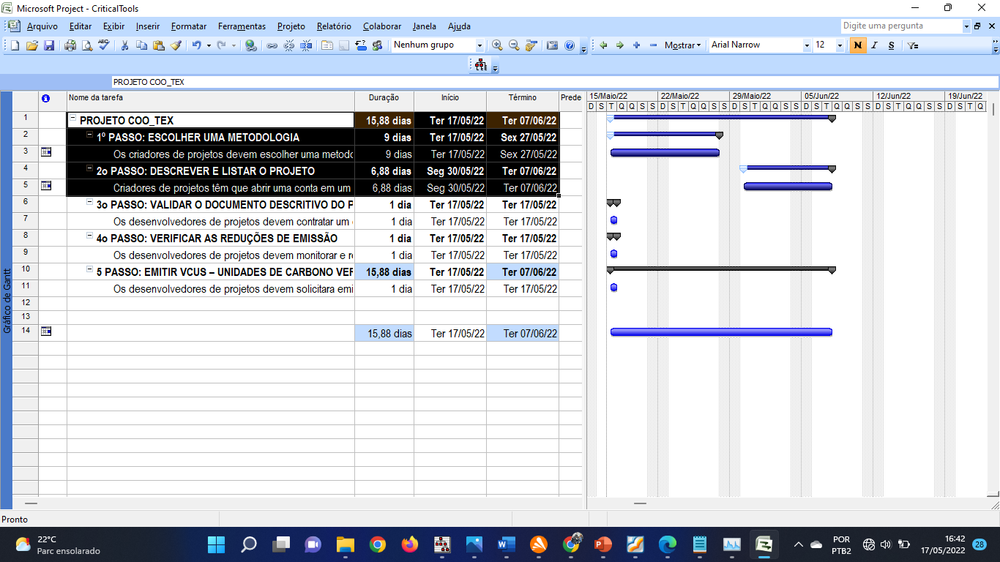 Microsoft Project - CriticalTools
Arquivo Editar Exibir Inserir Formatar Ferramentas Projeto Relatório Colaborar Janela Ajuda Digite uma pergunta
Nenhum grupo Mostrar Arial Narrow 12 N I S
PROJETO COO_TEX
Nome da tarefa Duração Início Término Prede
15/Maio/22 22/Maio/22 29/Maio/22 05/Jun/22 12/Jun/22 19/Jun/22
D S T Q Q S S D S T Q Q S S D S T Q Q S S D S T Q Q S S D S T Q Q S S D S T Q
1 PROJETO COO_TEX 15,88 dias Ter 17/05/22 Ter 07/06/22
2 1º PASSO: ESCOLHER UMA METODOLOGIA 9 dias Ter 17/05/22 Sex 27/05/22
3 Os criadores de projetos devem escolher uma metodo 9 dias Ter 17/05/22 Sex 27/05/22
4 2o PASSO: DESCREVER E LISTAR O PROJETO 6,88 dias Seg 30/05/22 Ter 07/06/22
5 Criadores de projetos têm que abrir uma conta em um 6,88 dias Seg 30/05/22 Ter 07/06/22
6 3o PASSO: VALIDAR O DOCUMENTO DESCRITIVO DO P 1 dia Ter 17/05/22 Ter 17/05/22
7 Os desenvolvedores de projetos devem contratar um 1 dia Ter 17/05/22 Ter 17/05/22
8 4o PASSO: VERIFICAR AS REDUÇÕES DE EMISSÃO 1 dia Ter 17/05/22 Ter 17/05/22
9 Os desenvolvedores de projetos devem monitorar e re 1 dia Ter 17/05/22 Ter 17/05/22
10 5 PASSO: EMITIR VCUS – UNIDADES DE CARBONO VER 15,88 dias Ter 17/05/22 Ter 07/06/22
11 Os desenvolvedores de projetos devem solicitara emi 1 dia Ter 17/05/22 Ter 17/05/22
12
13
14 15,88 dias Ter 17/05/22 Ter 07/06/22
Gráfico de Gantt
Pronto
22°C
Parc ensolarado
POR
PTB2
16:42
17/05/2022
28